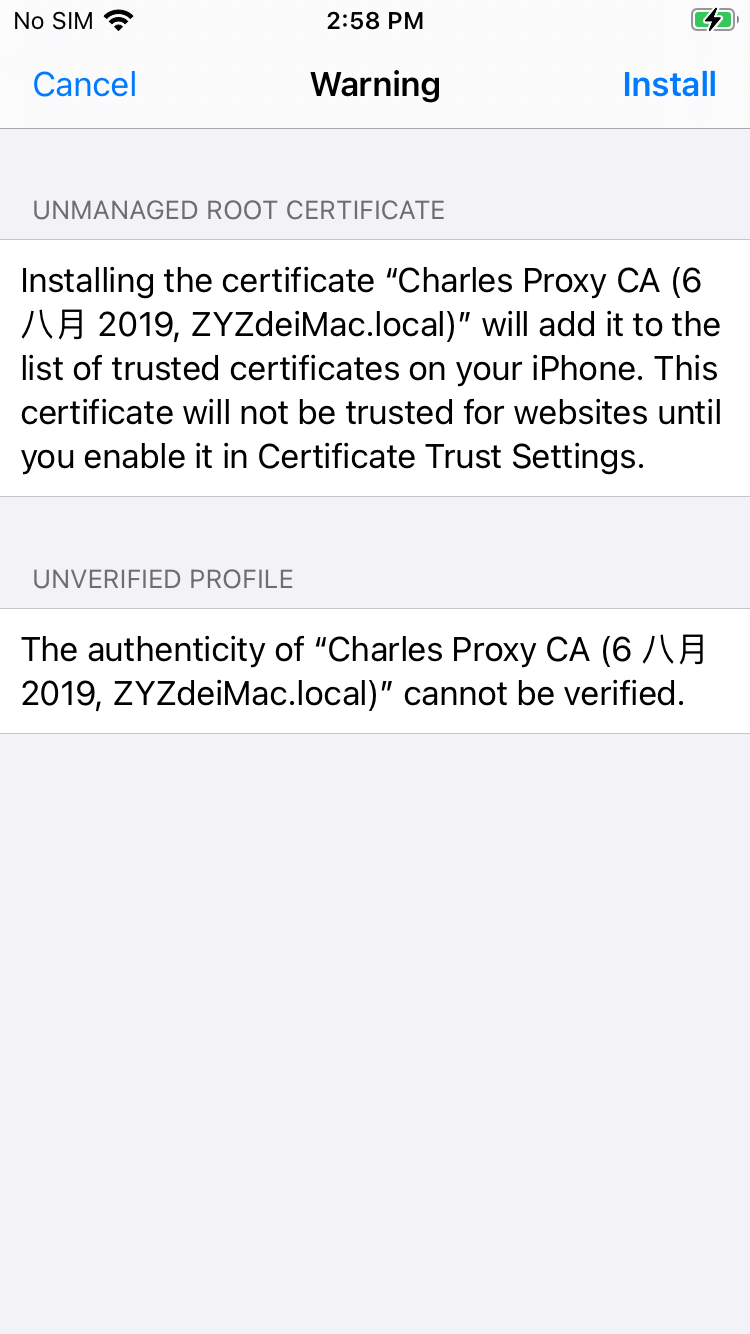 No SIM 2:58 PM
Cancel Warning Install
UNMANAGED ROOT CERTIFICATE
Installing the certificate “Charles Proxy CA (6
八月 2019, ZYZdeiMac.local)” will add it to the
list of trusted certificates on your iPhone. This
certificate will not be trusted for websites until
you enable it in Certificate Trust Settings.
UNVERIFIED PROFILE
The authenticity of “Charles Proxy CA (6 八月
2019, ZYZdeiMac.local)” cannot be verified.